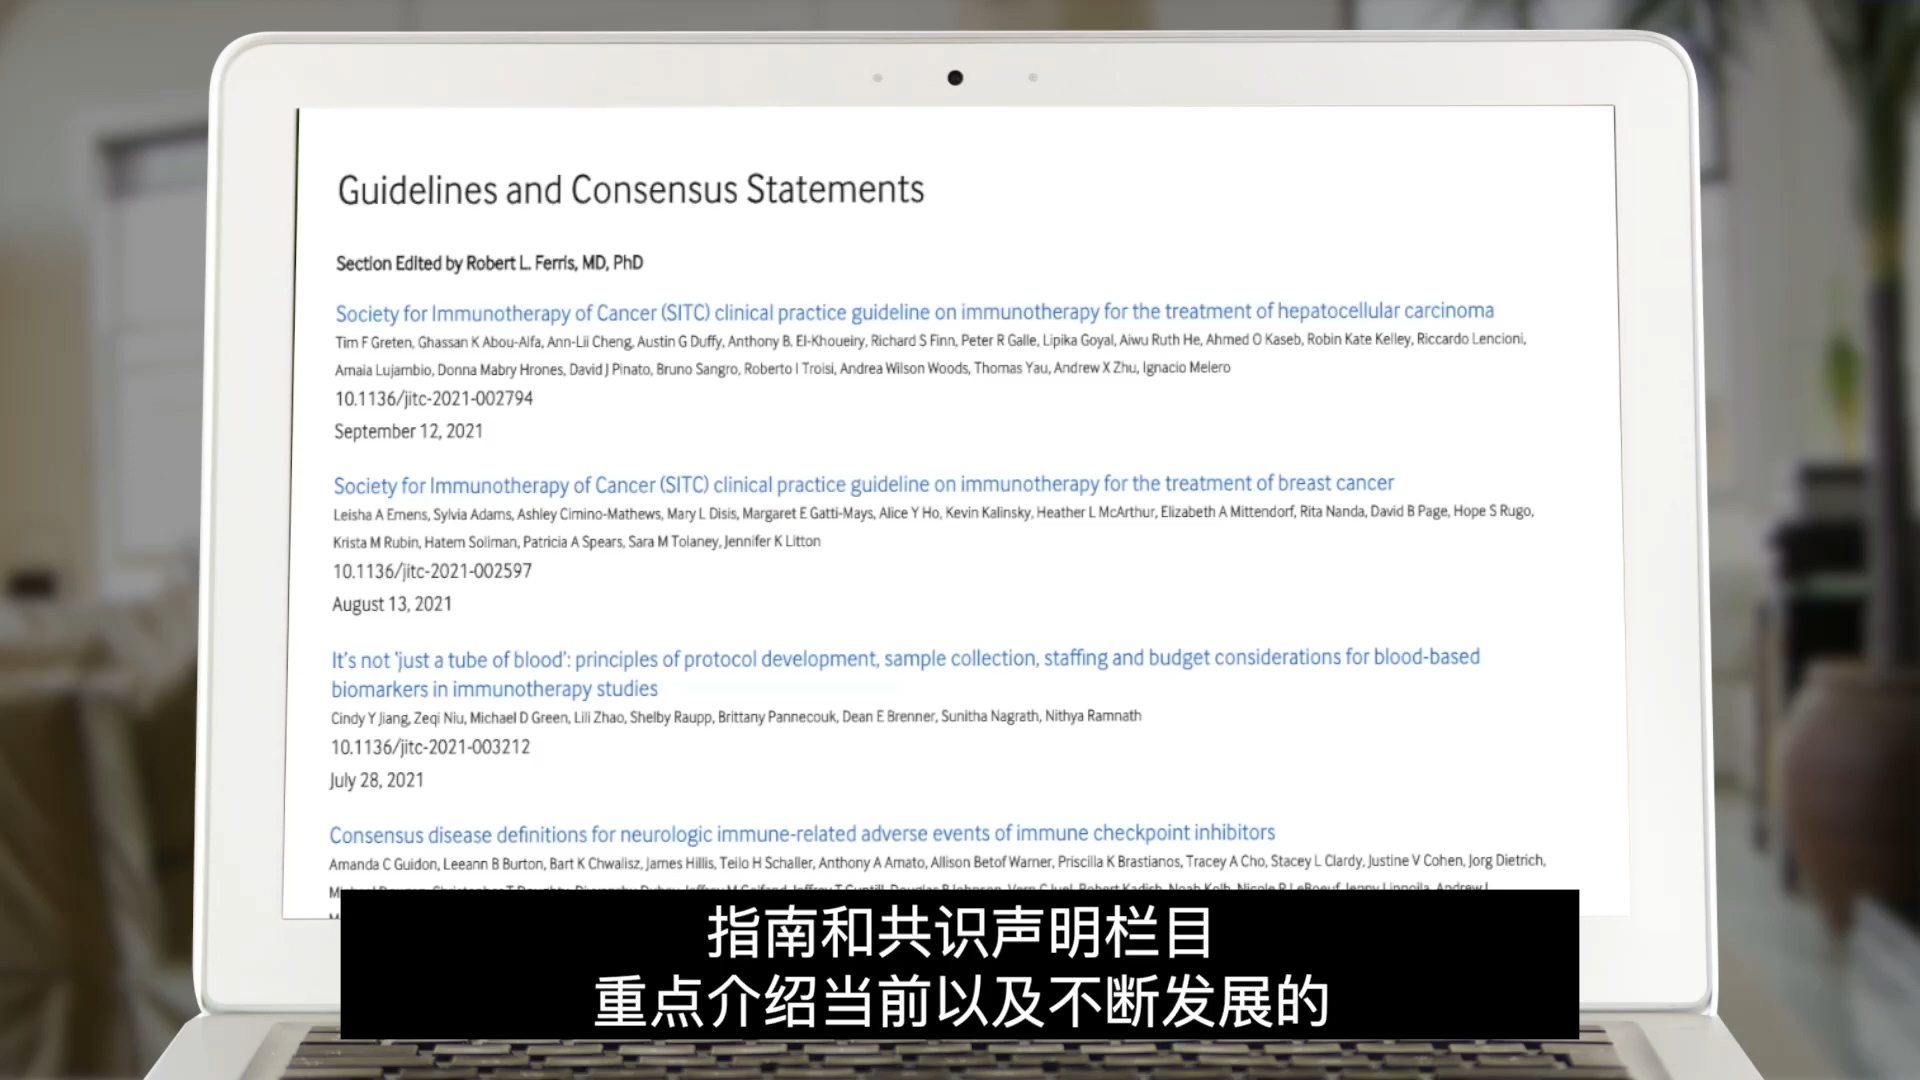 Guidelines and Consensus Statements
Section Edited by Robert L. Ferris, MD, PhD
Society for Immunotherapy of Cancer (SITC) clinical practice guideline on immunotherapy for the treatment of hepatocellular carcinoma
Tim F Greten, Ghassan K Abou-Alfa, Ann-Lii Cheng, Austin G Duffy, Anthony B. El-Khoueiry, Richard S Finn, Peter R Galle, Lipika Goyal, Aiwu Ruth He, Ahmed O Kaseb, Robin Kate Kelley, Riccardo Lencioni,
Amaia Lujambio, Donna Mabry Hrones, David J Pinato, Bruno Sangro, Roberto I Troisi, Andrea Wilson Woods, Thomas Yau, Andrew X Zhu, Ignacio Melero
10.1136/jitc-2021-002794
September 12, 2021
Society for Immunotherapy of Cancer (SITC) clinical practice guideline on immunotherapy for the treatment of breast cancer
Leisha A Emens, Sylvia Adams, Ashley Cimino-Mathews, Mary L Disis, Margaret E Gatti-Mays, Alice Y Ho, Kevin Kalinsky, Heather L McArthur, Elizabeth A Mittendorf, Rita Nanda, David B Page, Hope S Rugo,
Krista M Rubin, Hatem Soliman, Patricia A Spears, Sara M Tolaney, Jennifer K Litton
10.1136/jitc-2021-002597
August 13, 2021
It's not 'just a tube of blood': principles of protocol development, sample collection, staffing and budget considerations for blood-based
biomarkers in immunotherapy studies
Cindy Y Jiang, Zeqi Niu, Michael D Green, Lili Zhao, Shelby Raupp, Brittany Pannecouk, Dean E Brenner, Sunitha Nagrath, Nithya Ramnath
10.1136/jitc-2021-003212
July 28, 2021
Consensus disease definitions for neurologic immune-related adverse events of immune checkpoint inhibitors
Amanda C Guidon, Leeann B Burton, Bart K Chwalisz, James Hillis, Teilo H Schaller, Anthony A Amato, Allison Betof Warner, Priscilla K Brastianos, Tracey A Cho, Stacey L Clardy, Justine V Cohen, Jorg Dietrich,
指南和共识声明栏目
重点介绍当前以及不断发展的